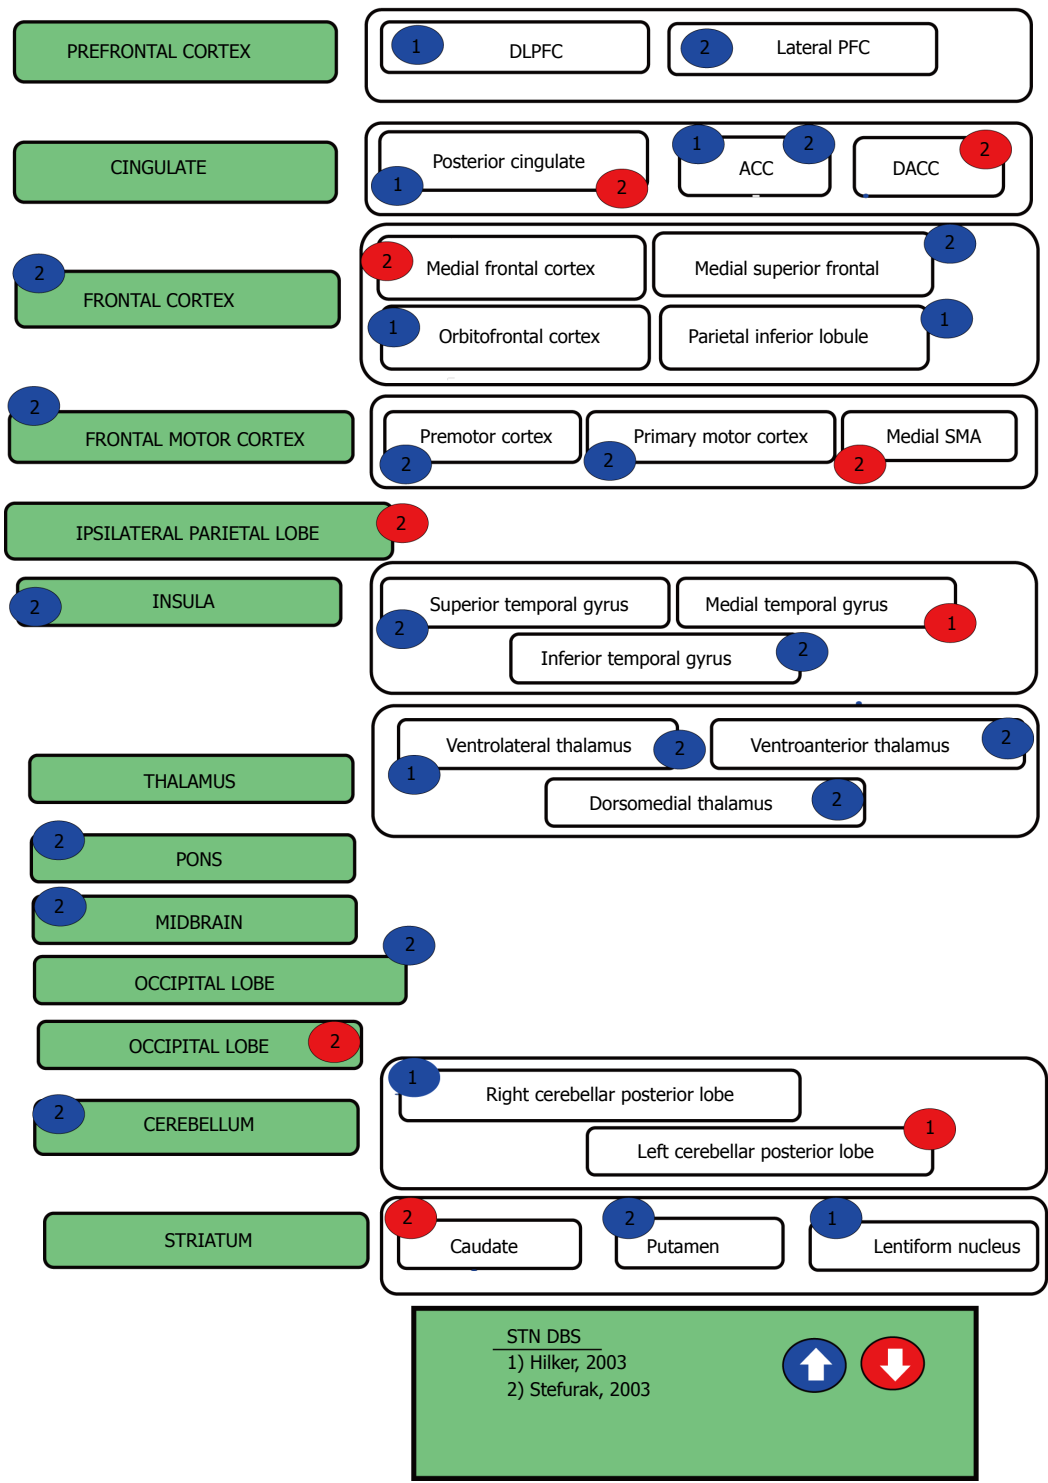 PREFRONTAL CORTEX
1 DLPFC
2 Lateral PFC
CINGULATE
Posterior cingulate
1 2
1 2
ACC
2
DACC
2
FRONTAL CORTEX
2
Medial frontal cortex
2
Medial superior frontal
1
Orbitofrontal cortex
1
Parietal inferior lobule
2
FRONTAL MOTOR CORTEX
Premotor cortex
2
Primary motor cortex
2
Medial SMA
2
IPSILATERAL PARIETAL LOBE
2
INSULA
2
Superior temporal gyrus
2
Medial temporal gyrus
1
Inferior temporal gyrus
2
THALAMUS
Ventrolateral thalamus
1 2
Ventroanterior thalamus
2
Dorsomedial thalamus
2
2
PONS
2
MIDBRAIN
2
OCCIPITAL LOBE
OCCIPITAL LOBE
2
2
CEREBELLUM
1
Right cerebellar posterior lobe
1
Left cerebellar posterior lobe
STRIATUM
2
Caudate
2
Putamen
1
Lentiform nucleus
STN DBS
1) Hilker, 2003
2) Stefurak, 2003